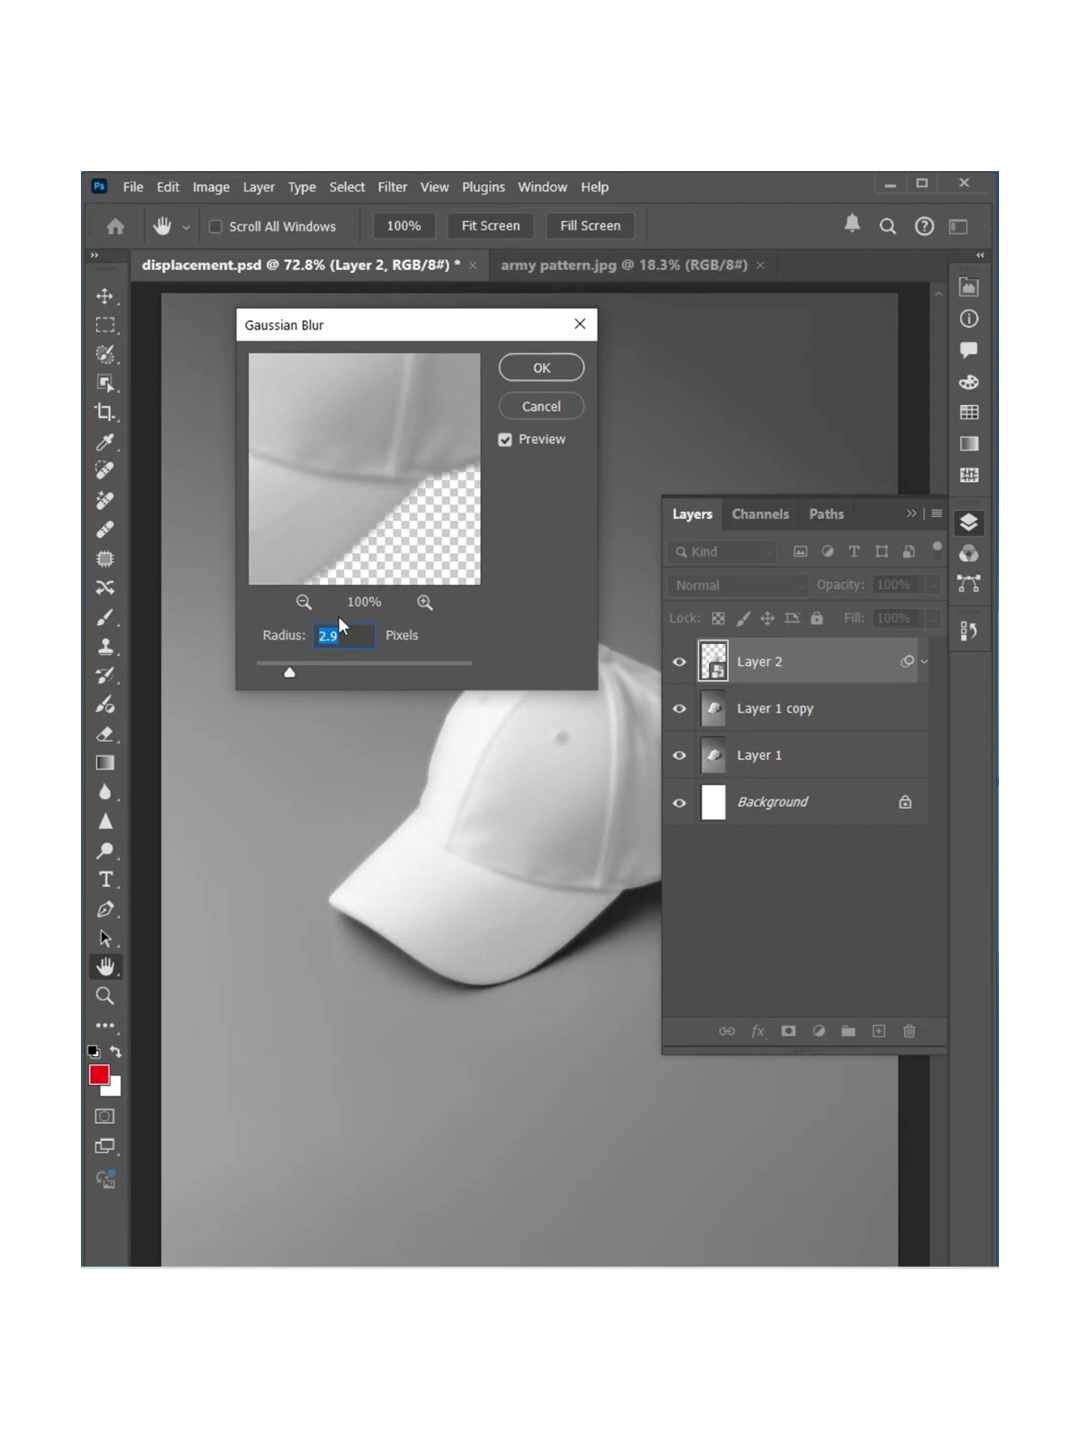 Ps File Edit Image Layer Type Select Filter View Plugins Window Help
Scroll All Windows 100% Fit Screen Fill Screen
displacement.psd @ 72.8% (Layer 2, RGB/8#) * × army pattern.jpg @ 18.3% (RGB/8#) ×
Gaussian Blur
OK
Cancel
Preview
100%
Radius: 2.9 Pixels
Layers Channels Paths
Kind
Normal Opacity: 100%
Lock: Fill: 100%
Layer 2
Layer 1 copy
Layer 1
Background